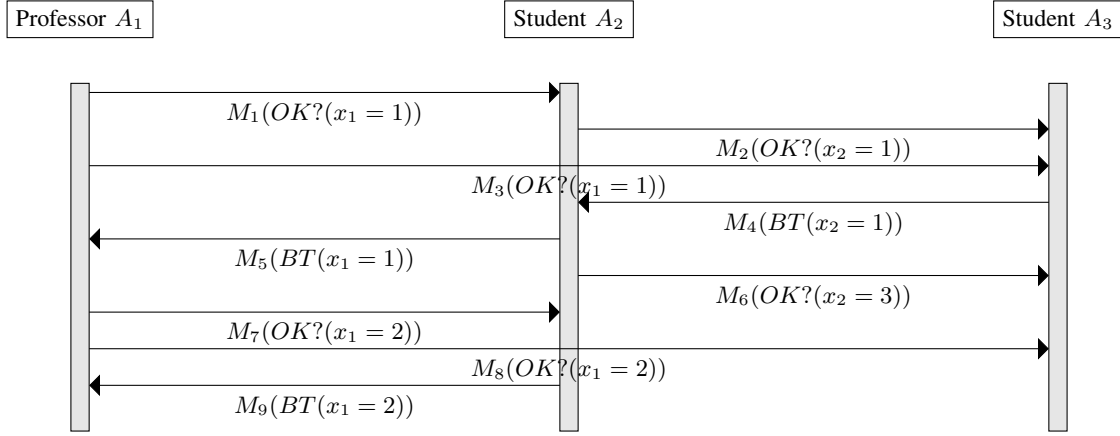 Professor A₁
Student A₂
Student A₃
M₁(OK?(x₁ = 1))
M₂(OK?(x₂ = 1))
M₃(OK?(x₁ = 1))
M₄(BT(x₂ = 1))
M₅(BT(x₁ = 1))
M₆(OK?(x₂ = 3))
M₇(OK?(x₁ = 2))
M₈(OK?(x₁ = 2))
M₉(BT(x₁ = 2))